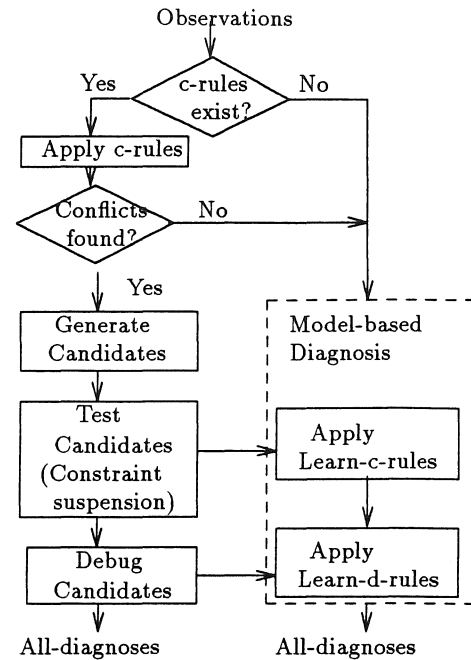 Observations
Yes
c-rules
exist?
No
Apply c-rules
Conflicts
found?
No
Yes
Generate
Candidates
Model-based
Diagnosis
Test
Candidates
(Constraint
suspension)
Apply
Learn-c-rules
Debug
Candidates
Apply
Learn-d-rules
All-diagnoses
All-diagnoses